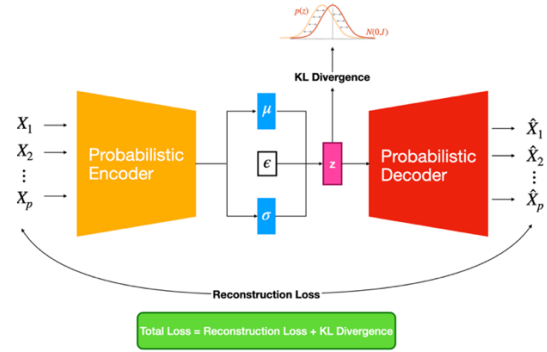 p(z)
N(0,I)
KL Divergence
X₁
X₂
⋮
Xₚ
Probabilistic
Encoder
μ
ϵ
σ
z
Probabilistic
Decoder
X̂₁
X̂₂
⋮
X̂ₚ
Reconstruction Loss
Total Loss = Reconstruction Loss + KL Divergence